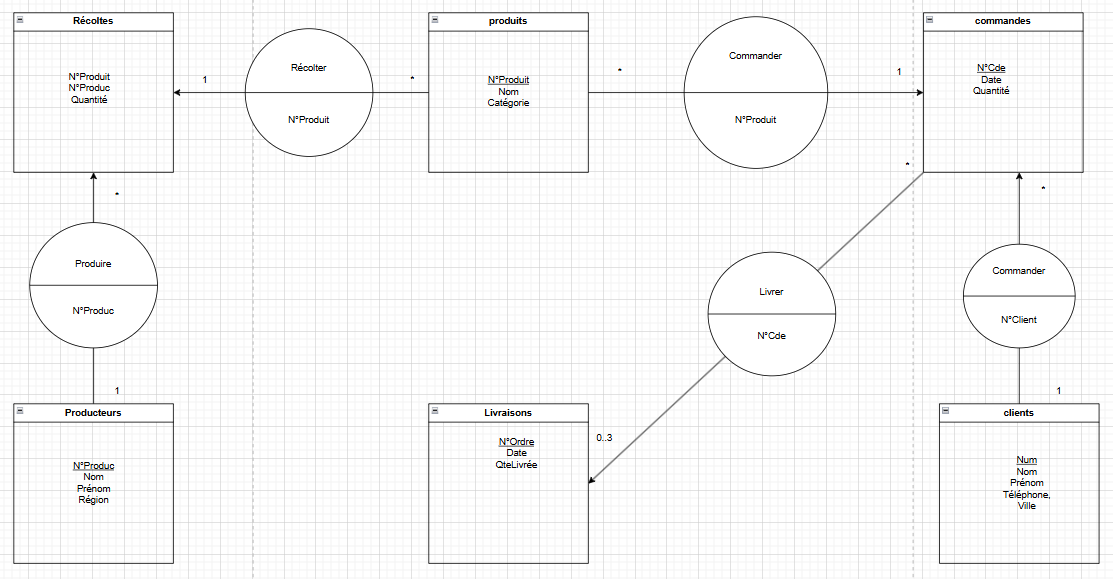 Récoltes
N°Produit
N°Produc
Quantité
1
Récolter
N°Produit
*
produits
N°Produit
Nom
Catégorie
*
Commander
N°Produit
1
commandes
N°Cde
Date
Quantité
*
Produire
N°Produc
1
*
Livrer
N°Cde
0..3
*
Commander
N°Client
1
Producteurs
N°Produc
Nom
Prénom
Région
Livraisons
N°Ordre
Date
QteLivrée
clients
Num
Nom
Prénom
Téléphone,
Ville